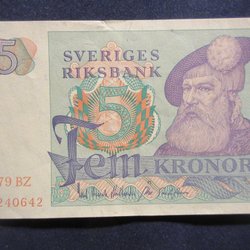 5
SVERIGES
RIKSBANK
5
Fem KRONOR
79 BZ
240642